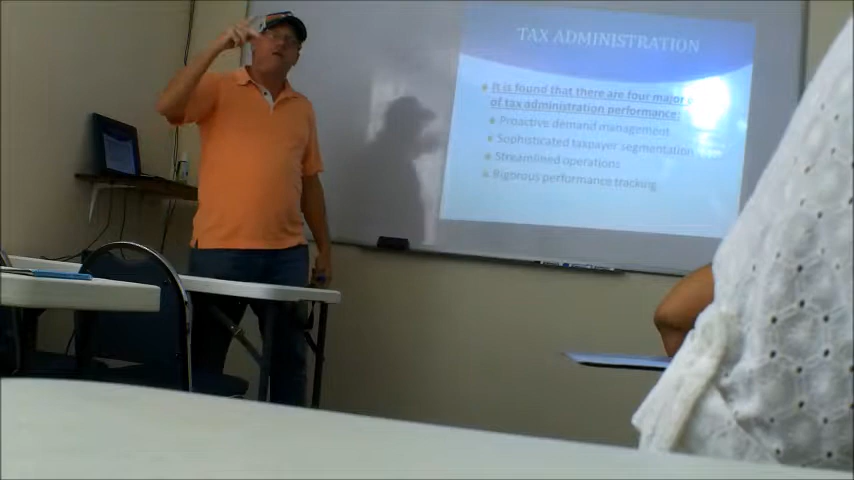 TAX ADMINISTRATION
It is found that there are four major
of tax administration performance:
Proactive demand management
Sophisticated taxpayer segmentation
Streamlined operations
Rigorous performance tracking